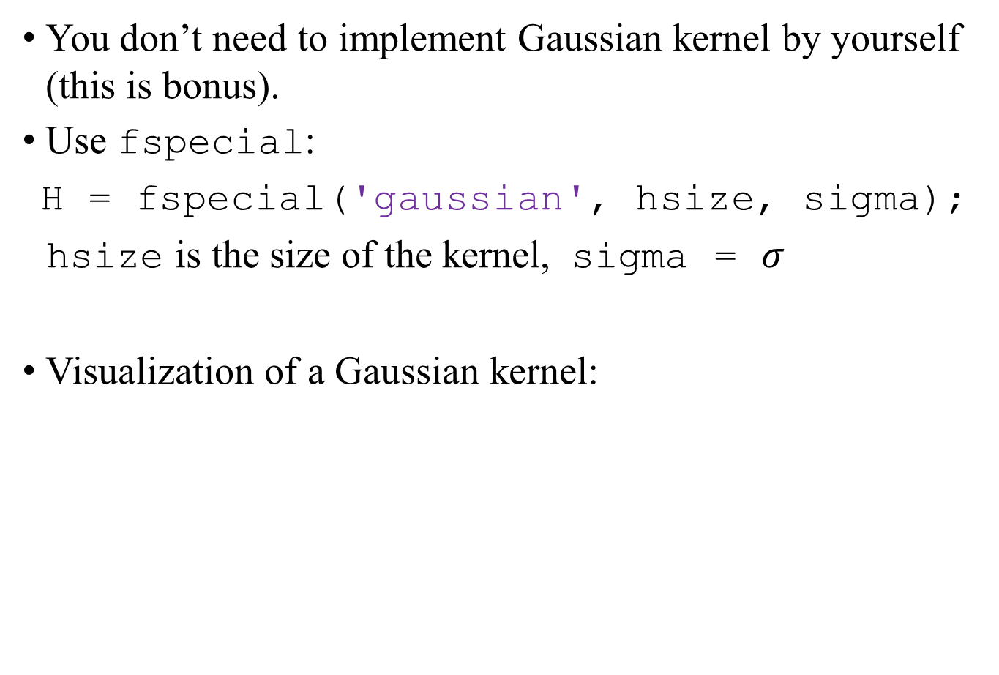 • You don’t need to implement Gaussian kernel by yourself
(this is bonus).
• Use fspecial:
H = fspecial('gaussian', hsize, sigma);
hsize is the size of the kernel, sigma = σ
• Visualization of a Gaussian kernel: